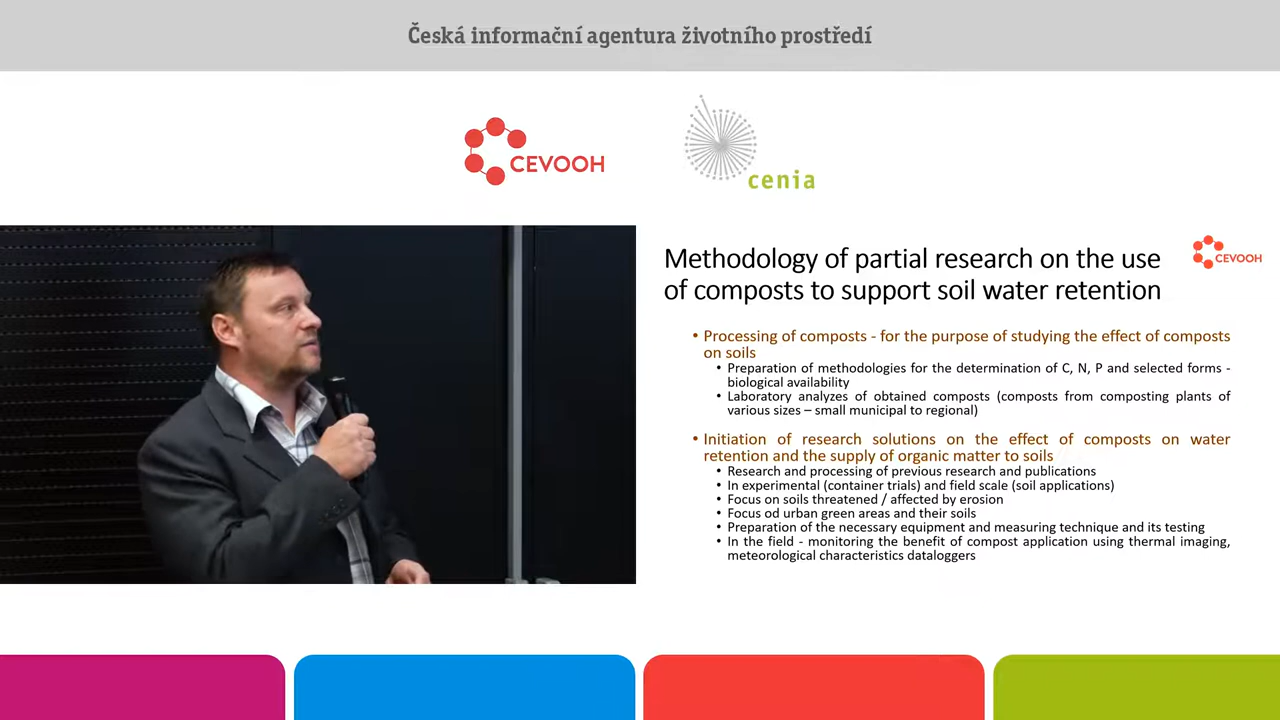 Česká informační agentura životního prostředí
CEVOOH
cenia
Methodology of partial research on the use
of composts to support soil water retention
CEVOOH
• Processing of composts - for the purpose of studying the effect of composts
on soils
• Preparation of methodologies for the determination of C, N, P and selected forms -
biological availability
• Laboratory analyzes of obtained composts (composts from composting plants of
various sizes – small municipal to regional)
• Initiation of research solutions on the effect of composts on water
retention and the supply of organic matter to soils
• Research and processing of previous research and publications
• In experimental (container trials) and field scale (soil applications)
• Focus on soils threatened / affected by erosion
• Focus od urban green areas and their soils
• Preparation of the necessary equipment and measuring technique and its testing
• In the field - monitoring the benefit of compost application using thermal imaging,
meteorological characteristics dataloggers